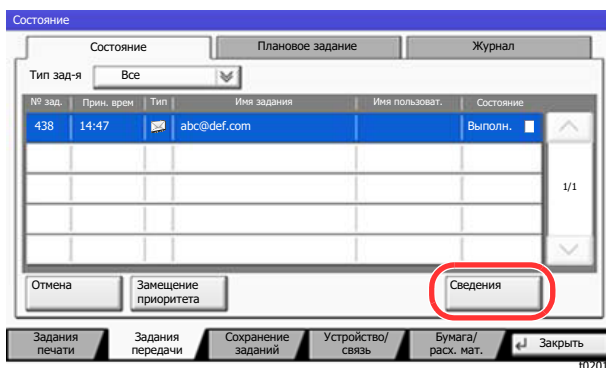 Состояние
Состояние Плановое задание Журнал
Тип зад-я Все
№ зад. Прин. врем Тип Имя задания Имя пользоват. Состояние
438 14:47 abc@def.com Выполн.
1/1
Отмена Замещение приоритета Сведения
Задания печати Задания передачи Сохранение заданий Устройство/ связь Бумага/ расх. мат. Закрыть
f0201